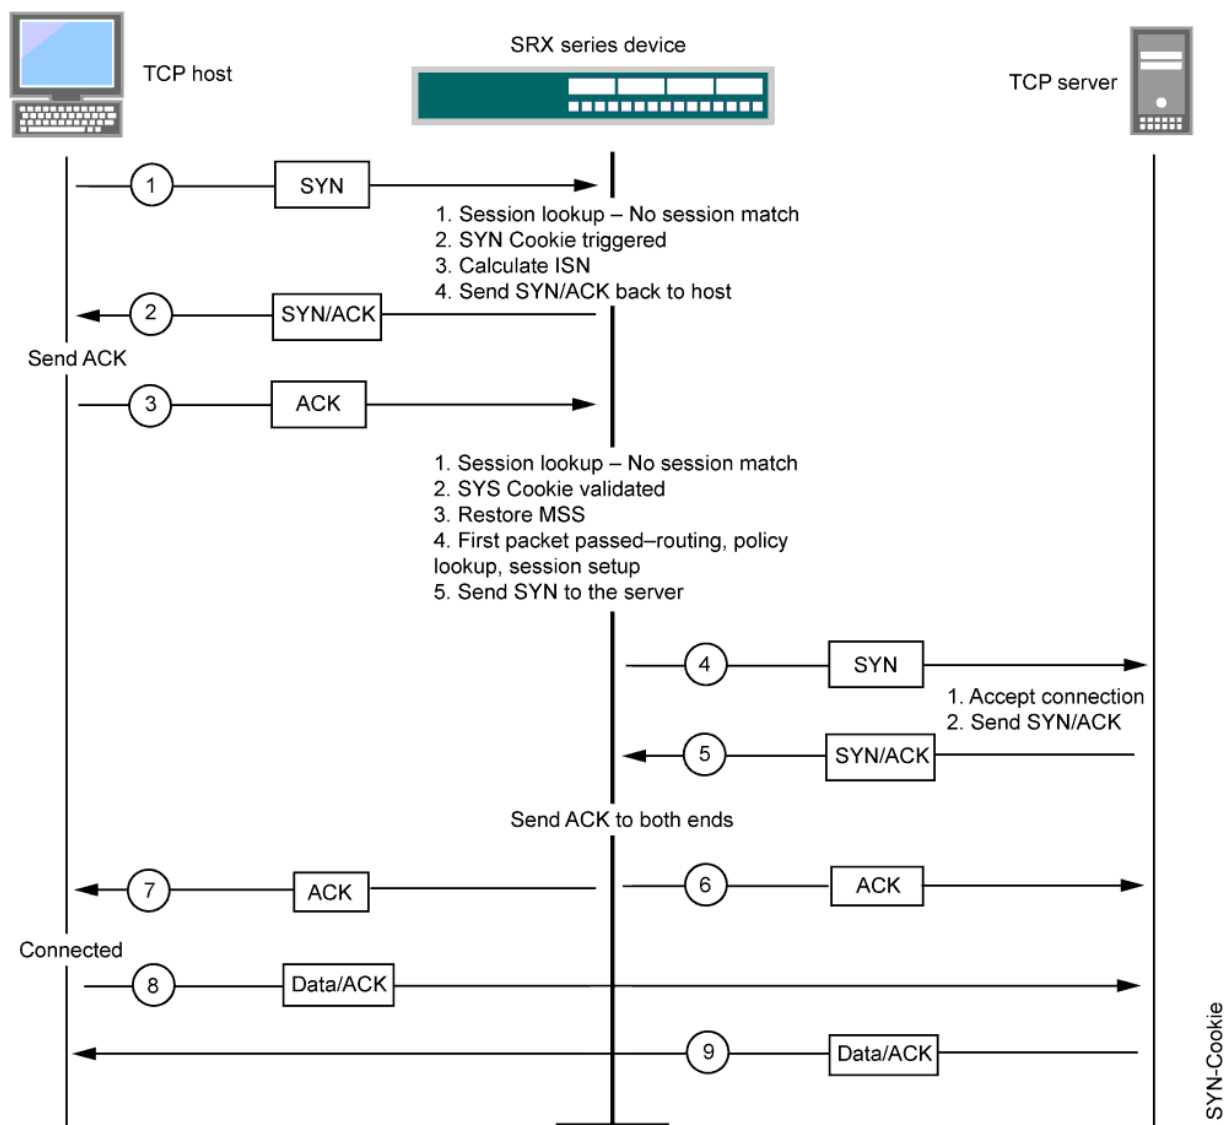 SRX series device
TCP host
TCP server
1
SYN
1. Session lookup – No session match
2. SYN Cookie triggered
3. Calculate ISN
4. Send SYN/ACK back to host
2
SYN/ACK
Send ACK
3
ACK
1. Session lookup – No session match
2. SYS Cookie validated
3. Restore MSS
4. First packet passed–routing, policy
lookup, session setup
5. Send SYN to the server
4
SYN
1. Accept connection
2. Send SYN/ACK
5
SYN/ACK
Send ACK to both ends
7
ACK
6
ACK
Connected
8
Data/ACK
9
Data/ACK
SYN-Cookie